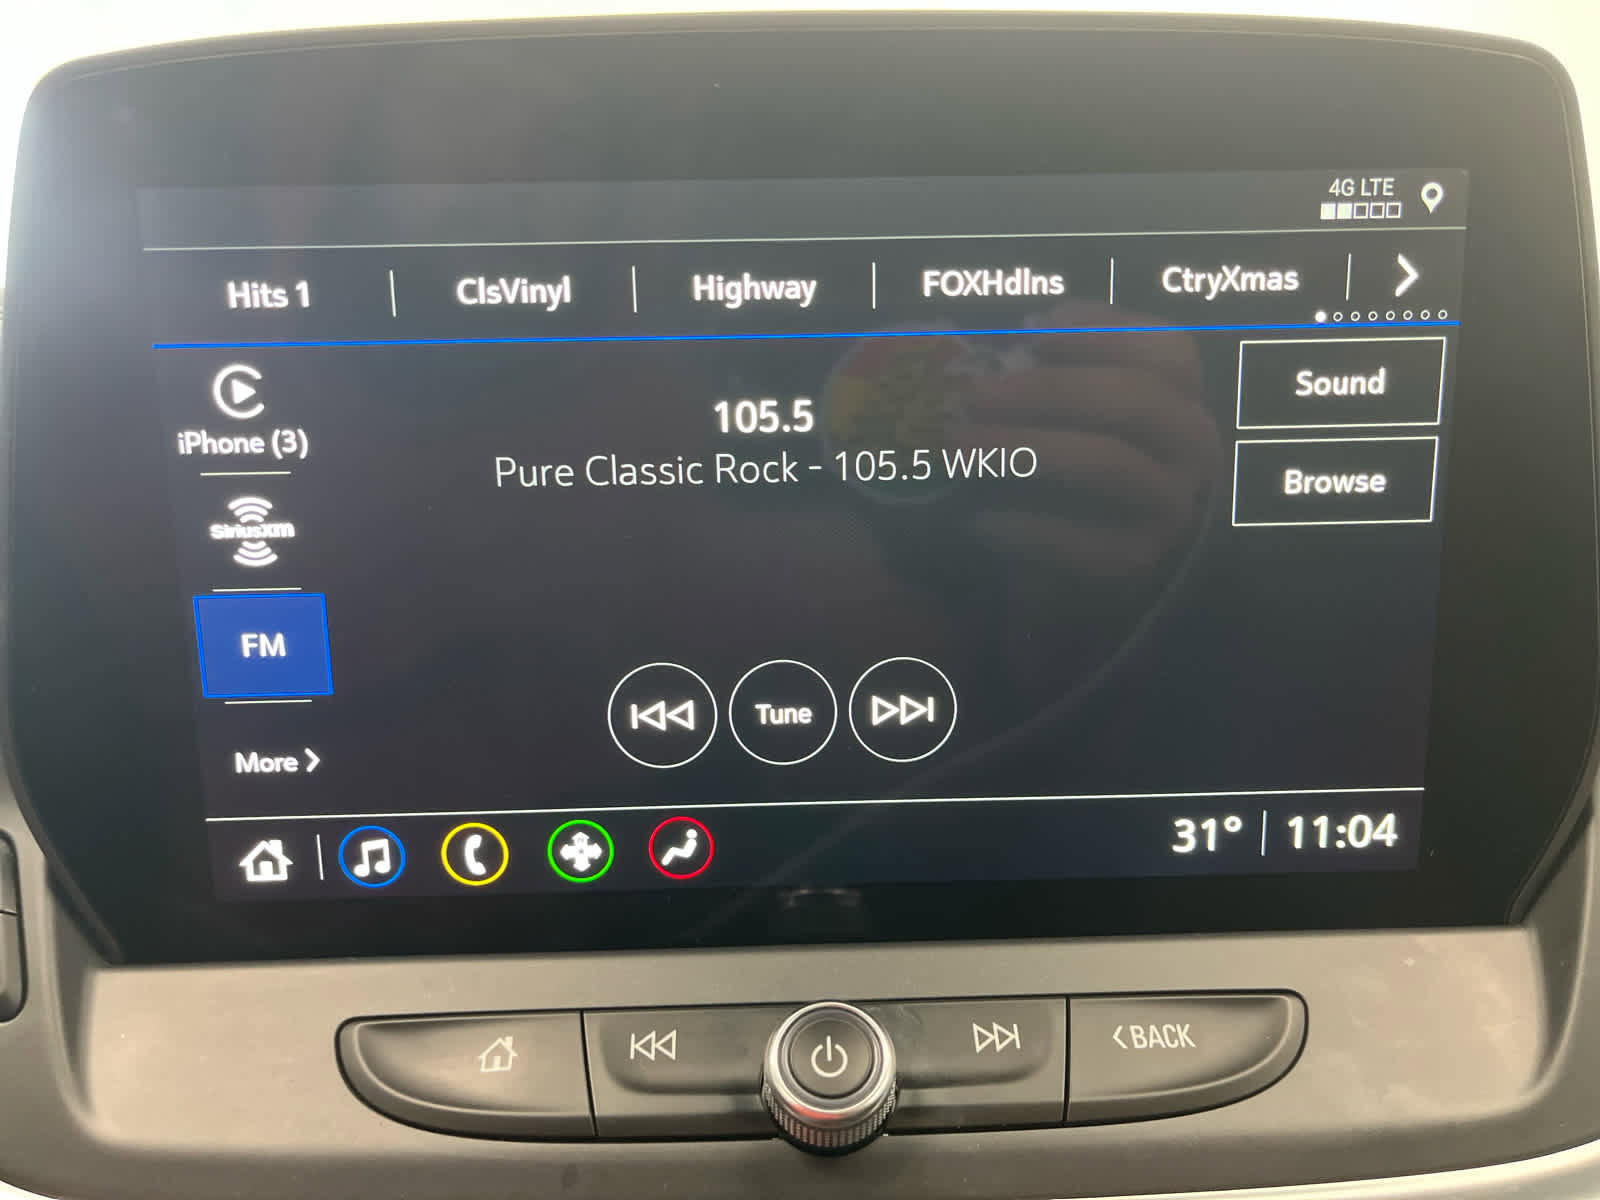 4G LTE
Hits 1
ClsVinyl
Highway
FOXHdlns
CtryXmas
iPhone (3)
SiriusXm
FM
More
105.5
Pure Classic Rock - 105.5 WKIO
Sound
Browse
Tune
31° 11:04
BACK